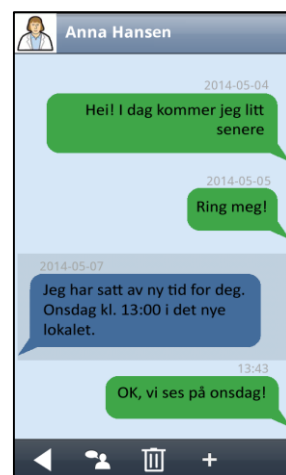 Anna Hansen
2014-05-04
Hei! I dag kommer jeg litt
senere
2014-05-05
Ring meg!
2014-05-07
Jeg har satt av ny tid for deg.
Onsdag kl. 13:00 i det nye
lokalet.
13:43
OK, vi ses på onsdag!